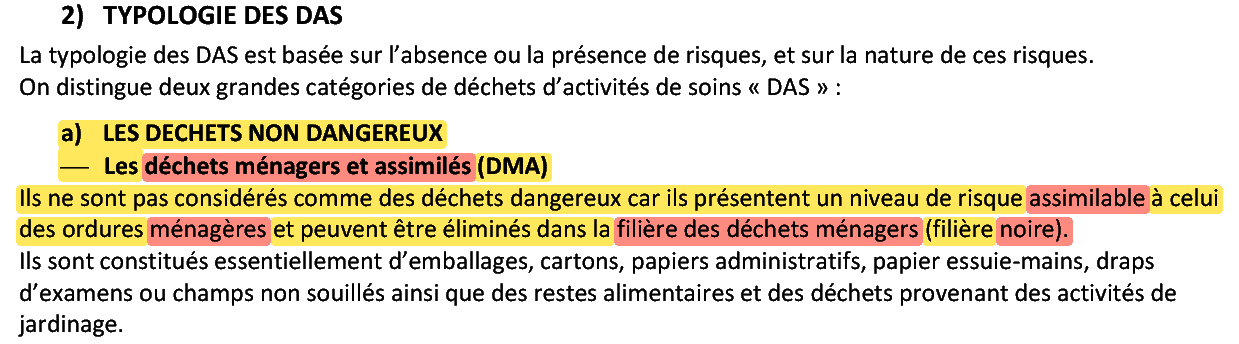 2) TYPOLOGIE DES DAS
La typologie des DAS est basée sur l’absence ou la présence de risques, et sur la nature de ces risques.
On distingue deux grandes catégories de déchets d’activités de soins « DAS » :
a) LES DECHETS NON DANGEREUX
— Les déchets ménagers et assimilés (DMA)
Ils ne sont pas considérés comme des déchets dangereux car ils présentent un niveau de risque assimilable à celui
des ordures ménagères et peuvent être éliminés dans la filière des déchets ménagers (filière noire).
Ils sont constitués essentiellement d’emballages, cartons, papiers administratifs, papier essuie-mains, draps
d’examens ou champs non souillés ainsi que des restes alimentaires et des déchets provenant des activités de
jardinage.